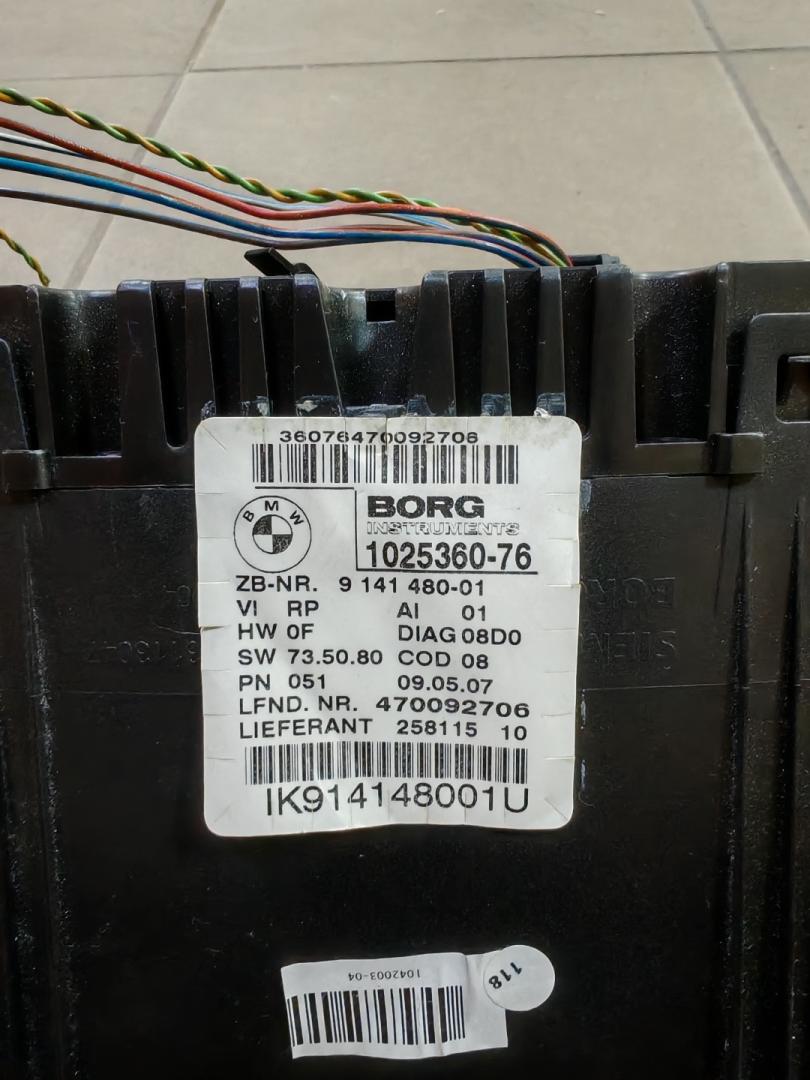 36076470092706
BMW
BORG
INSTRUMENTS
1025360-76
ZB-NR. 9 141 480-01
VI RP AI 01
HW 0F DIAG 08D0
SW 73.50.80 COD 08
PN 051 09.05.07
LFND. NR. 470092706
LIEFERANT 258115 10
IK914148001U
1042003-04
118